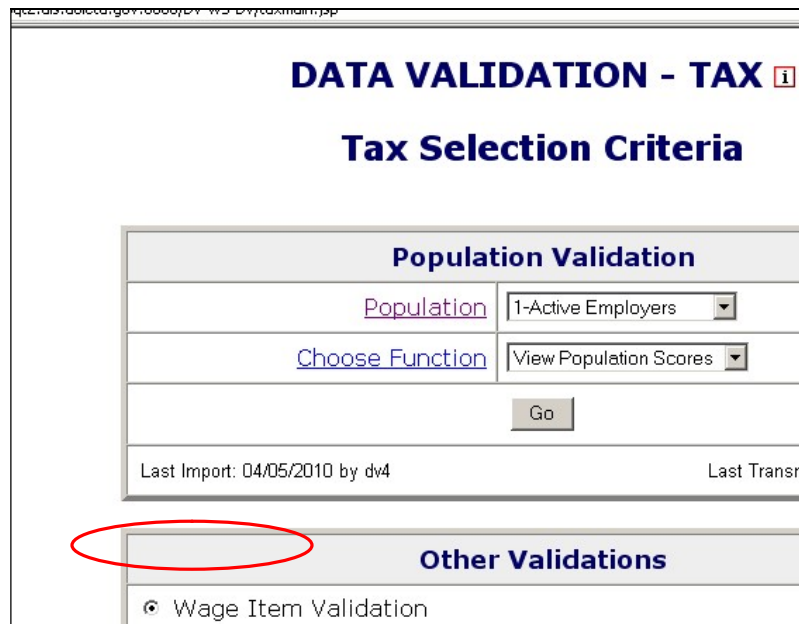 DATA VALIDATION - TAX i
Tax Selection Criteria
Population Validation
Population 1-Active Employers
Choose Function View Population Scores
Go
Last Import: 04/05/2010 by dv4 Last
Other Validations
Wage Item Validation